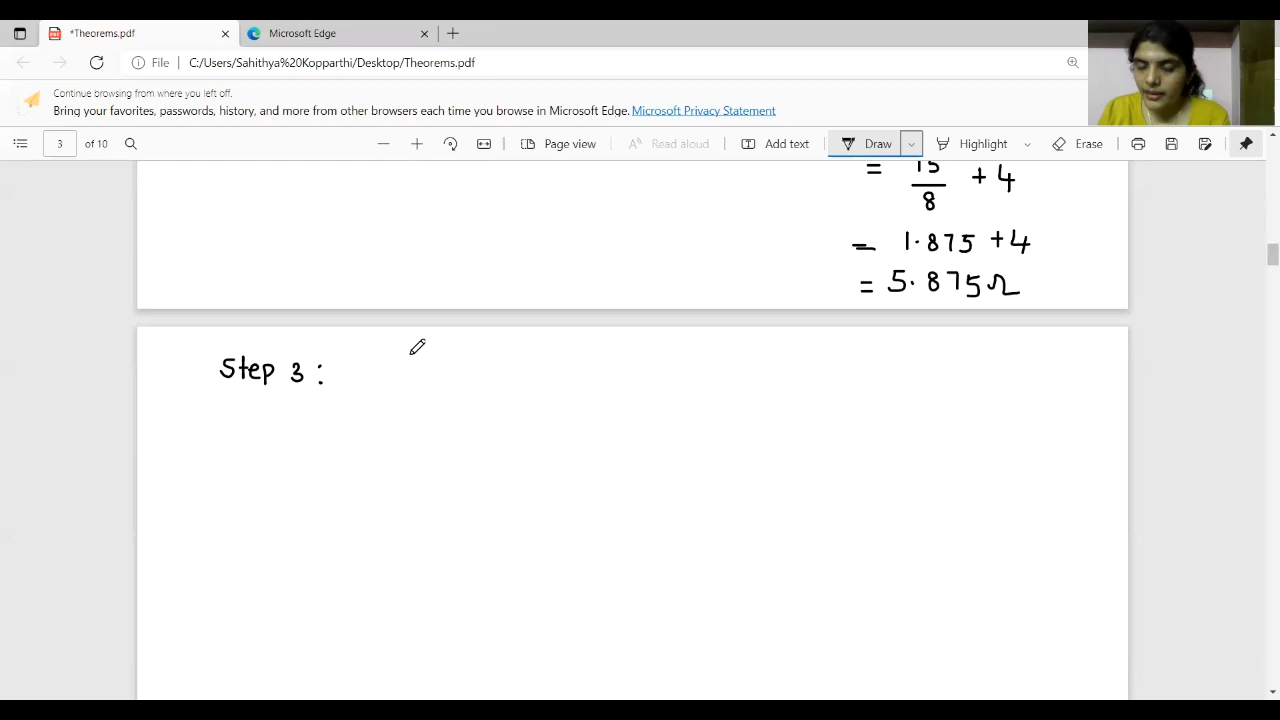 *Theorems.pdf
Microsoft Edge
File
C:/Users/Sahithya%20Kopparthi/Desktop/Theorems.pdf
Continue browsing from where you left off.
Bring your favorites, passwords, history, and more from other browsers each time you browse in Microsoft Edge. Microsoft Privacy Statement
3 of 10
Page view
Read aloud
Add text
Draw
Highlight
Erase
= 15/8 + 4
= 1.875 + 4
= 5.875Ω
Step 3 :